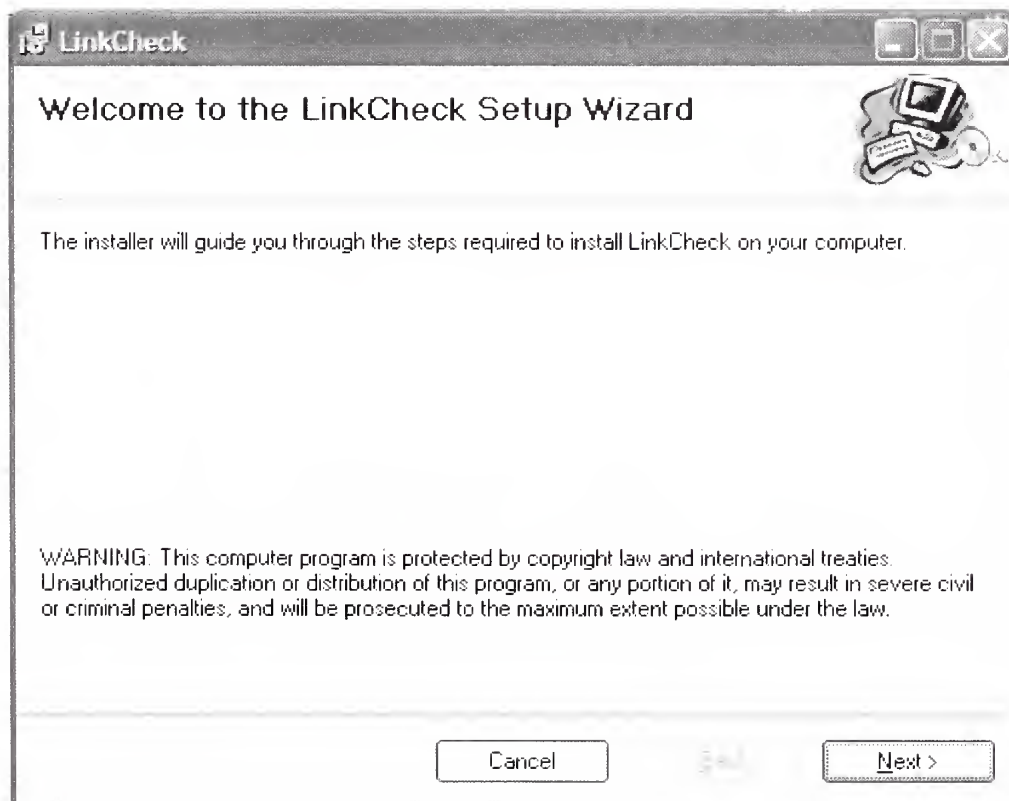 LinkCheck
Welcome to the LinkCheck Setup Wizard
The installer will guide you through the steps required to install LinkCheck on your computer.
WARNING: This computer program is protected by copyright law and international treaties.
Unauthorized duplication or distribution of this program, or any portion of it, may result in severe civil
or criminal penalties, and will be prosecuted to the maximum extent possible under the law.
Cancel
Next >